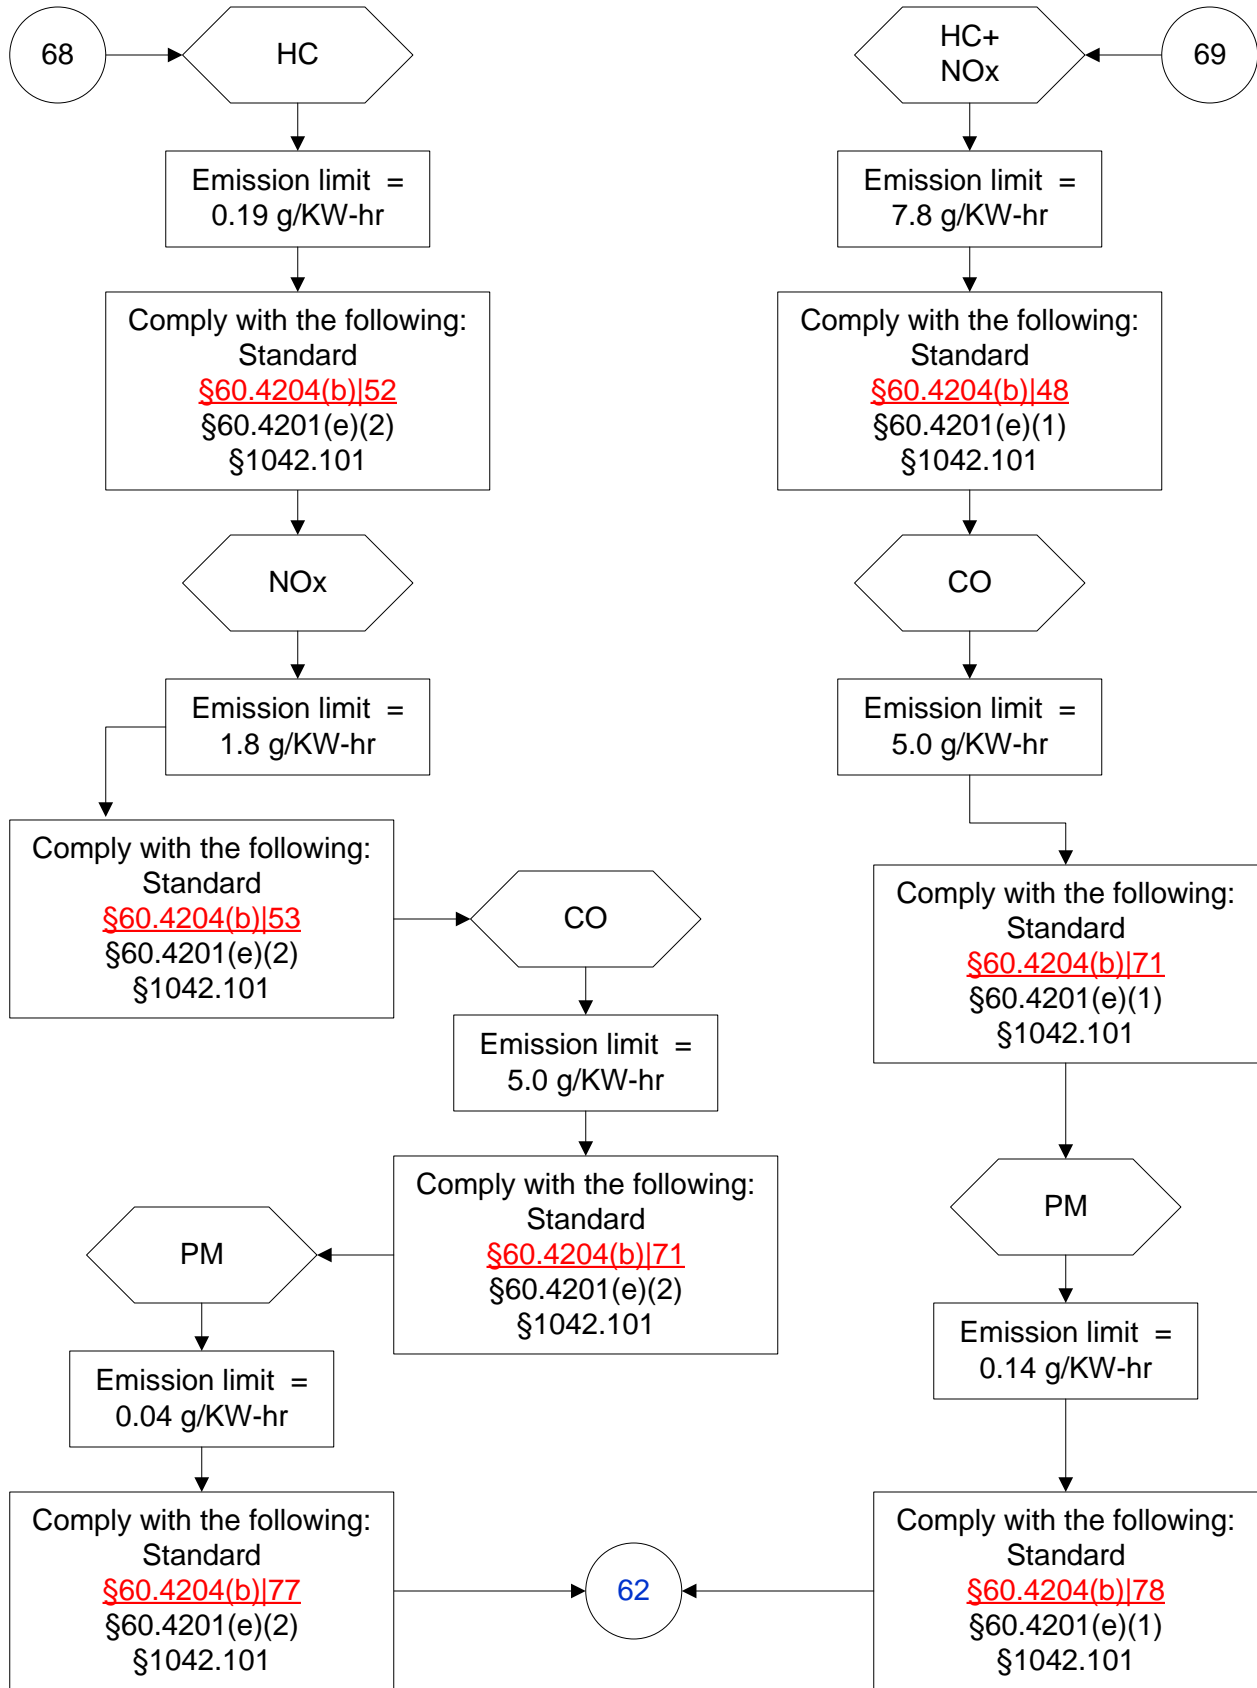 68
HC
Emission limit =
0.19 g/KW-hr
Comply with the following:
Standard
§60.4204(b)|52
§60.4201(e)(2)
§1042.101
NOx
Emission limit =
1.8 g/KW-hr
Comply with the following:
Standard
§60.4204(b)|53
§60.4201(e)(2)
§1042.101
CO
Emission limit =
5.0 g/KW-hr
Comply with the following:
Standard
§60.4204(b)|71
§60.4201(e)(2)
§1042.101
PM
Emission limit =
0.04 g/KW-hr
Comply with the following:
Standard
§60.4204(b)|77
§60.4201(e)(2)
§1042.101
62
69
HC+
NOx
Emission limit =
7.8 g/KW-hr
Comply with the following:
Standard
§60.4204(b)|48
§60.4201(e)(1)
§1042.101
CO
Emission limit =
5.0 g/KW-hr
Comply with the following:
Standard
§60.4204(b)|71
§60.4201(e)(1)
§1042.101
PM
Emission limit =
0.14 g/KW-hr
Comply with the following:
Standard
§60.4204(b)|78
§60.4201(e)(1)
§1042.101